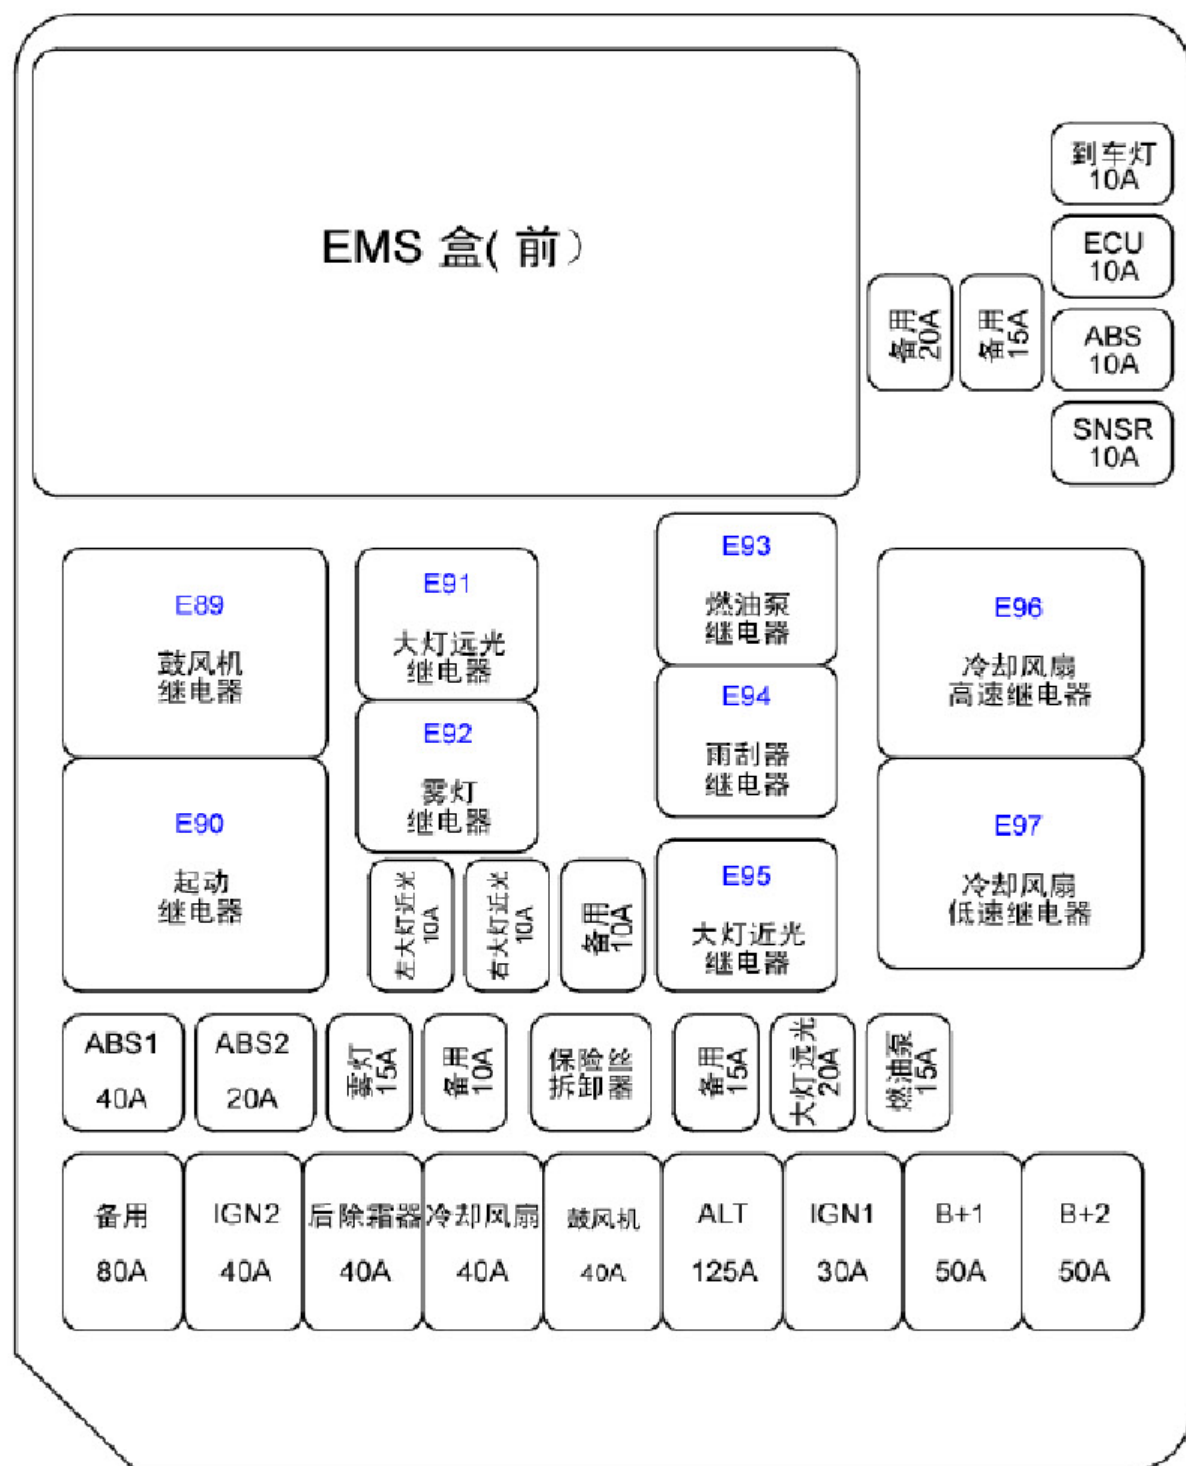 EMS 盒(前）
到车灯
10A
ECU
10A
备用
20A
备用
15A
ABS
10A
SNSR
10A
E89
鼓风机
继电器
E91
大灯远光
继电器
E93
燃油泵
继电器
E96
冷却风扇
高速继电器
E92
雾灯
继电器
E94
雨刮器
继电器
E90
起动
继电器
左大灯近光
10A
右大灯近光
10A
备用
10A
E95
大灯近光
继电器
E97
冷却风扇
低速继电器
ABS1
40A
ABS2
20A
雾灯
15A
备用
10A
保险丝
拆卸器
备用
15A
大灯远光
20A
燃油泵
15A
备用
80A
IGN2
40A
后除霜器
40A
冷却风扇
40A
鼓风机
40A
ALT
125A
IGN1
30A
B+1
50A
B+2
50A